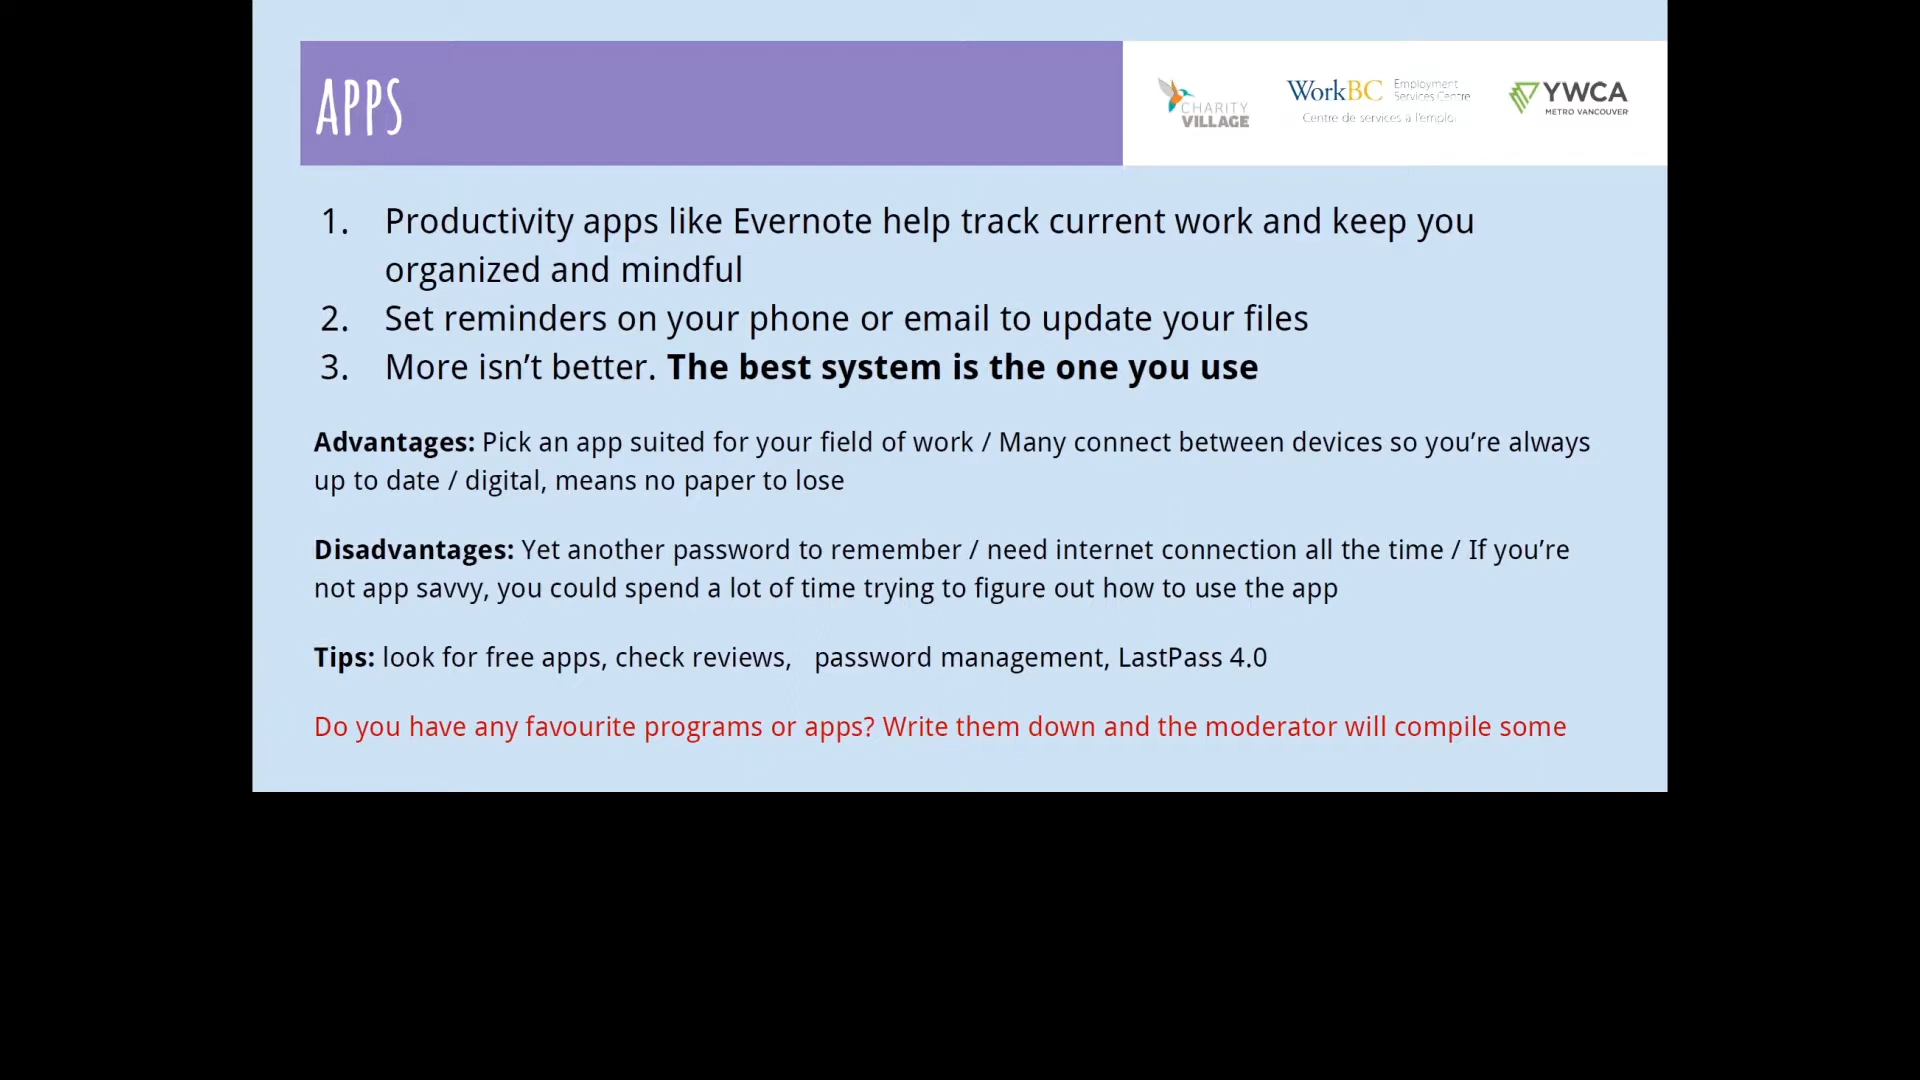 APPS
CHARITY
VILLAGE
WorkBC
Employment
Services Centre
Centre de services à l'emploi
YWCA
METRO VANCOUVER
1. Productivity apps like Evernote help track current work and keep you
organized and mindful
2. Set reminders on your phone or email to update your files
3. More isn’t better. The best system is the one you use
Advantages: Pick an app suited for your field of work / Many connect between devices so you’re always
up to date / digital, means no paper to lose
Disadvantages: Yet another password to remember / need internet connection all the time / If you’re
not app savvy, you could spend a lot of time trying to figure out how to use the app
Tips: look for free apps, check reviews,   password management, LastPass 4.0
Do you have any favourite programs or apps? Write them down and the moderator will compile some